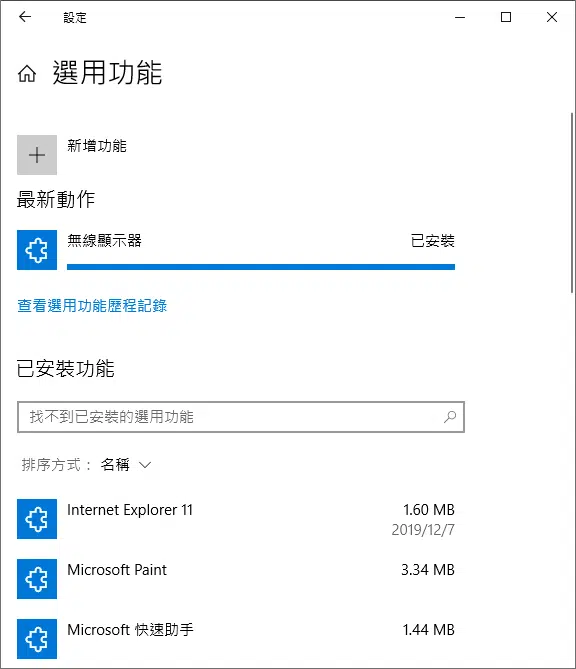 設定
選用功能
新增功能
最新動作
無線顯示器 已安裝
查看選用功能歷程記錄
已安裝功能
找不到已安裝的選用功能
排序方式： 名稱
Internet Explorer 11 1.60 MB
2019/12/7
Microsoft Paint 3.34 MB
Microsoft 快速助手 1.44 MB